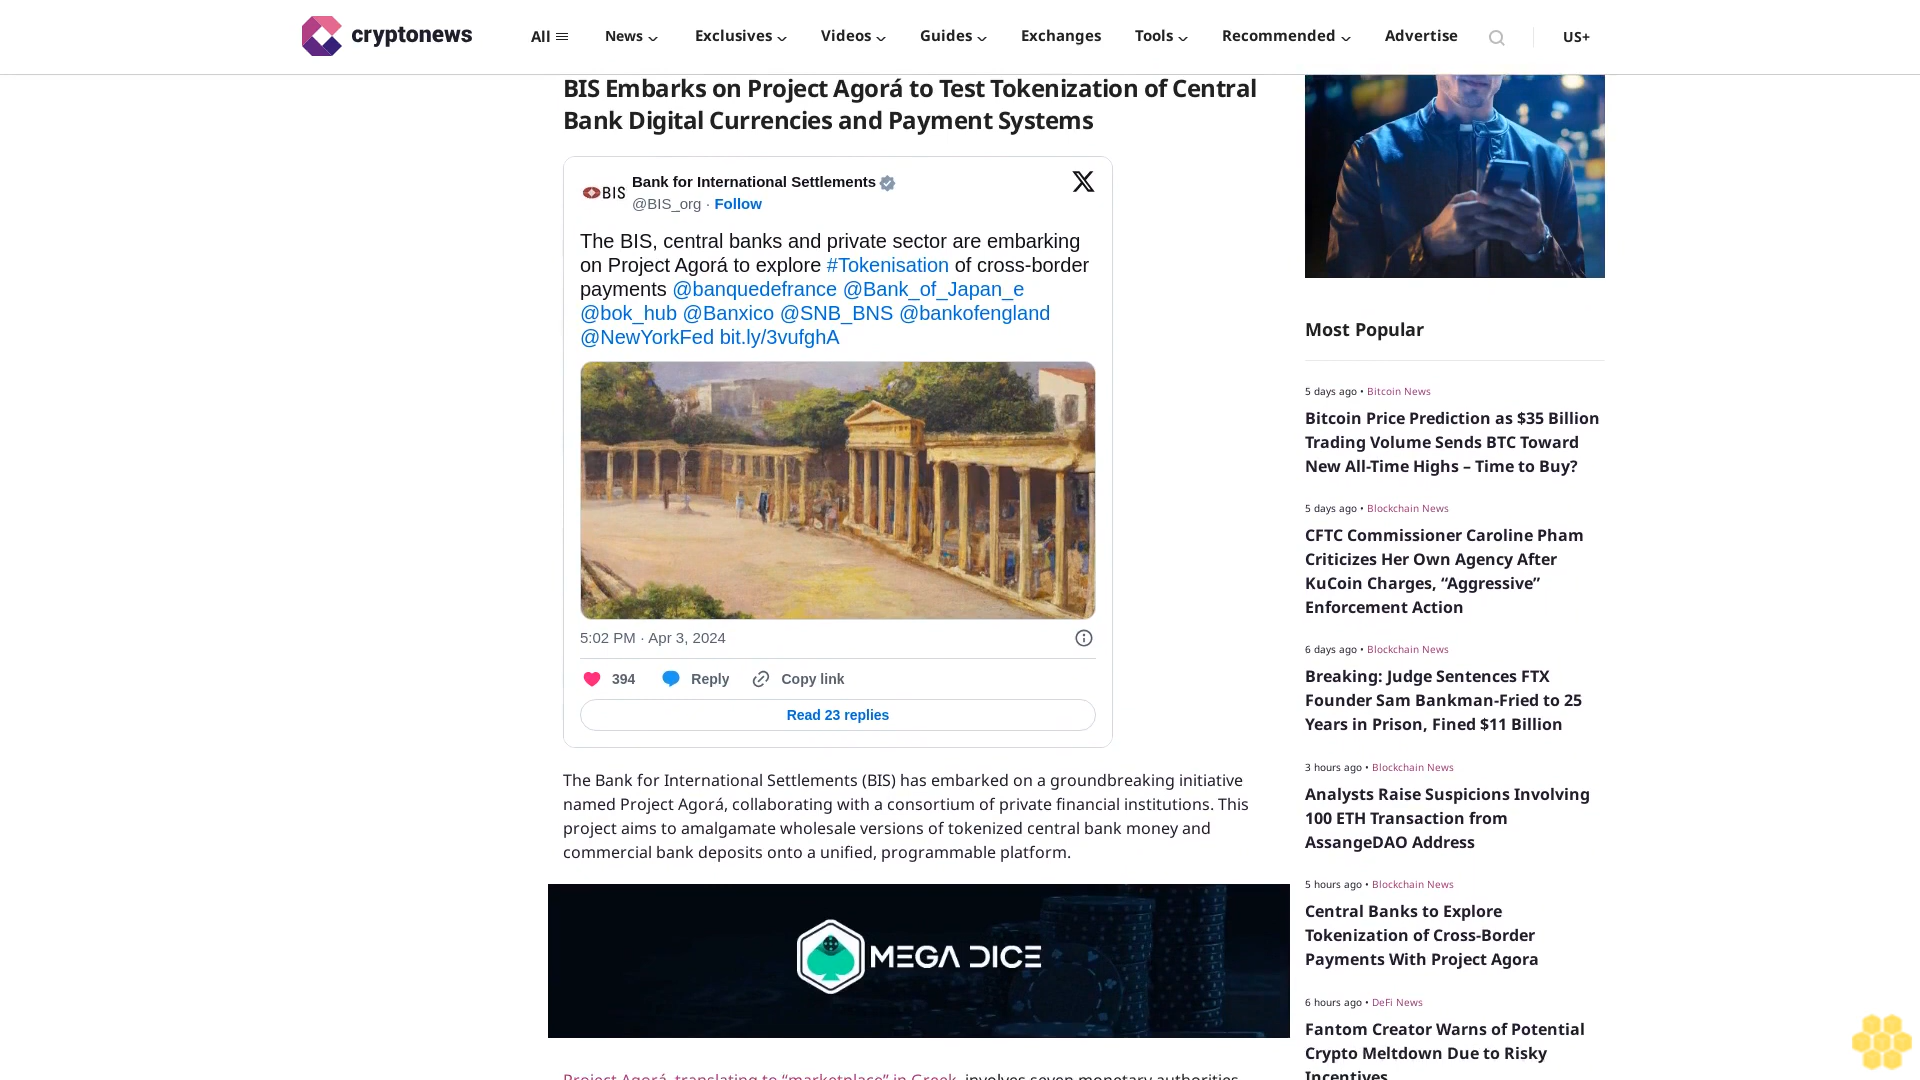 cryptonews
All
News
Exclusives
Videos
Guides
Exchanges
Tools
Recommended
Advertise
US+
BIS Embarks on Project Agorá to Test Tokenization of Central
Bank Digital Currencies and Payment Systems
BIS
Bank for International Settlements
@BIS_org · Follow
The BIS, central banks and private sector are embarking
on Project Agorá to explore #Tokenisation of cross-border
payments @banquedefrance @Bank_of_Japan_e
@bok_hub @Banxico @SNB_BNS @bankofengland
@NewYorkFed bit.ly/3vufghA
5:02 PM · Apr 3, 2024
394
Reply
Copy link
Read 23 replies
The Bank for International Settlements (BIS) has embarked on a groundbreaking initiative
named Project Agorá, collaborating with a consortium of private financial institutions. This
project aims to amalgamate wholesale versions of tokenized central bank money and
commercial bank deposits onto a unified, programmable platform.
MEGA DICE
Project Agorá, translating to “marketplace” in Greek, involves seven monetary authorities
Most Popular
5 days ago • Bitcoin News
Bitcoin Price Prediction as $35 Billion
Trading Volume Sends BTC Toward
New All-Time Highs – Time to Buy?
5 days ago • Blockchain News
CFTC Commissioner Caroline Pham
Criticizes Her Own Agency After
KuCoin Charges, “Aggressive”
Enforcement Action
6 days ago • Blockchain News
Breaking: Judge Sentences FTX
Founder Sam Bankman-Fried to 25
Years in Prison, Fined $11 Billion
3 hours ago • Blockchain News
Analysts Raise Suspicions Involving
100 ETH Transaction from
AssangeDAO Address
5 hours ago • Blockchain News
Central Banks to Explore
Tokenization of Cross-Border
Payments With Project Agora
6 hours ago • DeFi News
Fantom Creator Warns of Potential
Crypto Meltdown Due to Risky
Incentives